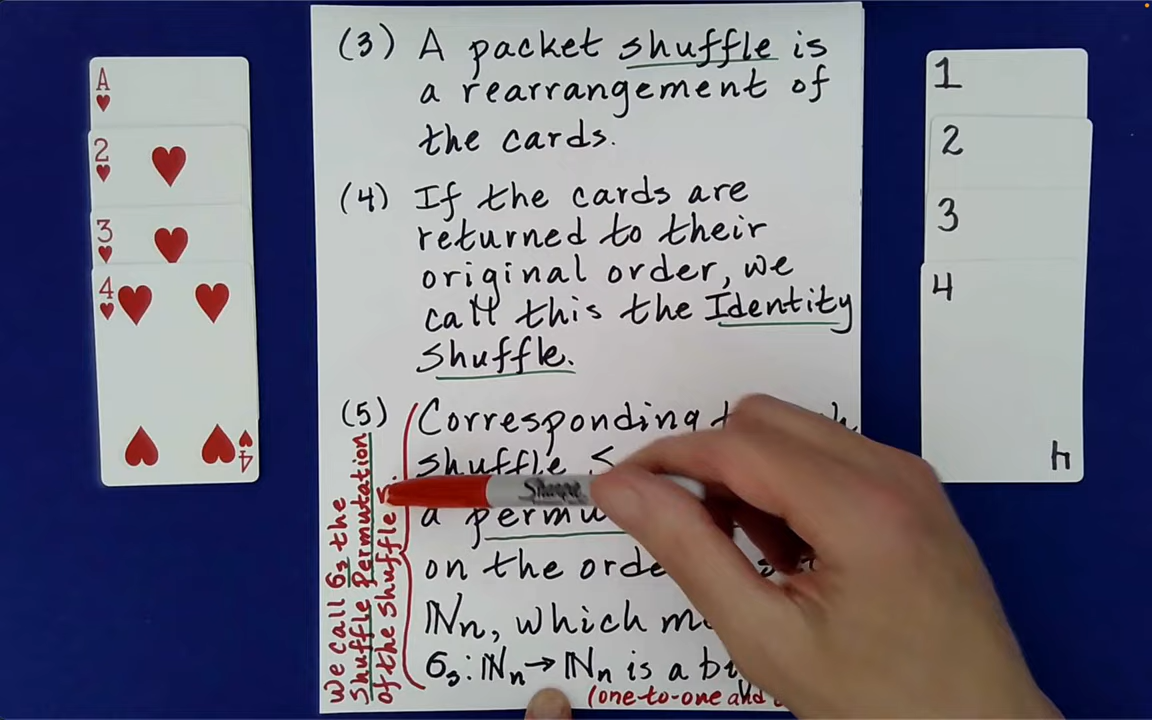 (3) A packet shuffle is
a rearrangement of
the cards.
(4) If the cards are
returned to their
original order, we
call this the Identity
Shuffle.
(5) Corresponding
shuffle S
a
on the
Nn, which
σs: ℕn → ℕn is a
(one-to-one and
We call σs the
Shuffle Permutation
of the shuffle S.
Sharpie
A
2
3
4
4
1
2
3
4
4